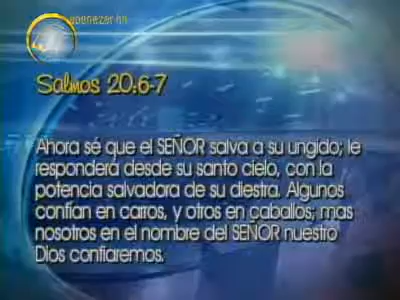 ebenezer.hn
Salmos 20:6-7
Ahora sé que el SEÑOR salva a su ungido; le
responderá desde su santo cielo, con la
potencia salvadora de su diestra. Algunos
confían en carros, y otros en caballos; mas
nosotros en el nombre del SEÑOR nuestro
Dios confiaremos.